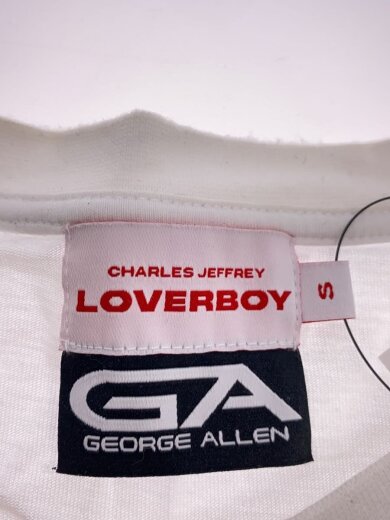 CHARLES JEFFREY
LOVERBOY
S
GA
GEORGE ALLEN